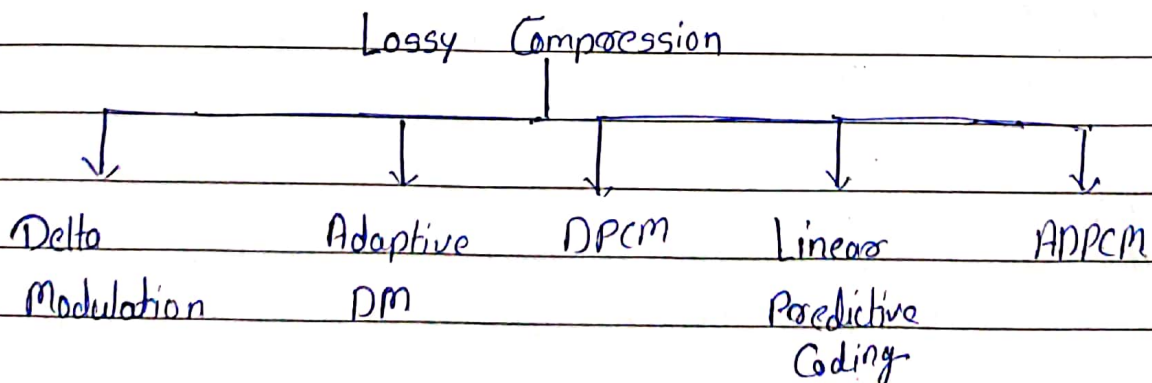 Lossy Compression
Delta Adaptive DPCM Linear ADPCM
Modulation DM Predictive
Coding